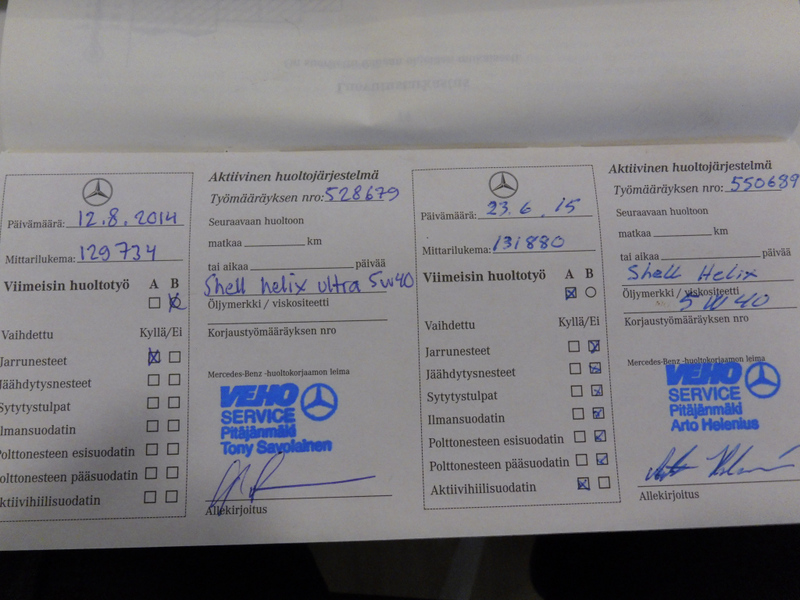 Päivämäärä: 12.8.2014
Mittarilukema: 129734
Viimeisin huoltotyö A B
Vaihdettu Kyllä/Ei
Jarrunesteet
Jäähdytysnesteet
Sytytystulpat
Ilmansuodatin
Polttonesteen esisuodatin
Polttonesteen pääsuodatin
Aktiivihiilisuodatin
Aktiivinen huoltojärjestelmä
Työmääräyksen nro: 528679
Seuraavaan huoltoon
matkaa km
tai aikaa päivää
Shell helix ultra 5w40
Öljymerkki / viskositeetti
Korjaustyömääräyksen nro
Mercedes-Benz -huoltokorjaamon leima
VEHO
SERVICE
Pitäjänmäki
Tony Savolainen
Allekirjoitus
Päivämäärä: 23.6.15
Mittarilukema: 131880
Viimeisin huoltotyö A B
Vaihdettu Kyllä/Ei
Jarrunesteet
Jäähdytysnesteet
Sytytystulpat
Ilmansuodatin
Polttonesteen esisuodatin
Polttonesteen pääsuodatin
Aktiivihiilisuodatin
Aktiivinen huoltojärjestelmä
Työmääräyksen nro: 550689
Seuraavaan huoltoon
matkaa km
tai aikaa päivää
Shell Helix
Öljymerkki / viskositeetti
5W40
Korjaustyömääräyksen nro
Mercedes-Benz -huoltokorjaamon leima
VEHO
SERVICE
Pitäjänmäki
Arto Helenius
Allekirjoitus